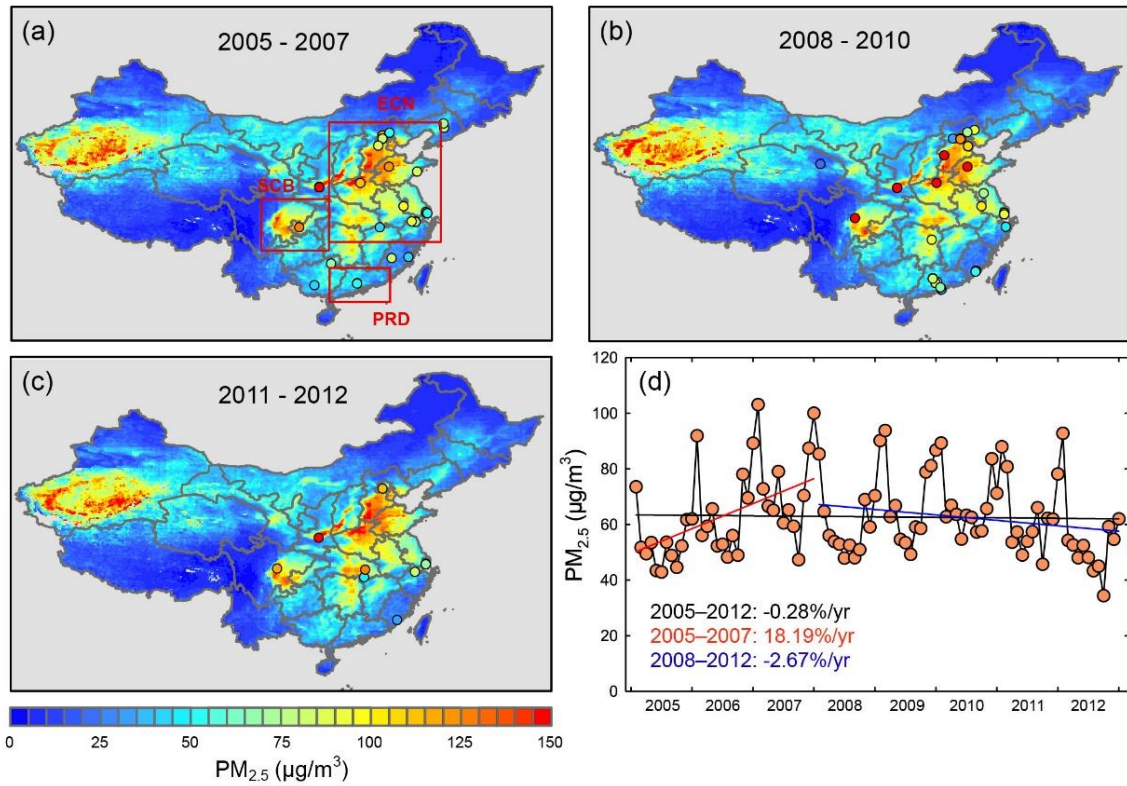 (a)
2005 - 2007
ECN
SCB
PRD
(b)
2008 - 2010
(c)
2011 - 2012
0 25 50 75 100 125 150
PM2.5 (µg/m³)
(d)
120
100
80
60
40
20
0
PM2.5 (µg/m³)
2005–2012: -0.28%/yr
2005–2007: 18.19%/yr
2008–2012: -2.67%/yr
2005 2006 2007 2008 2009 2010 2011 2012